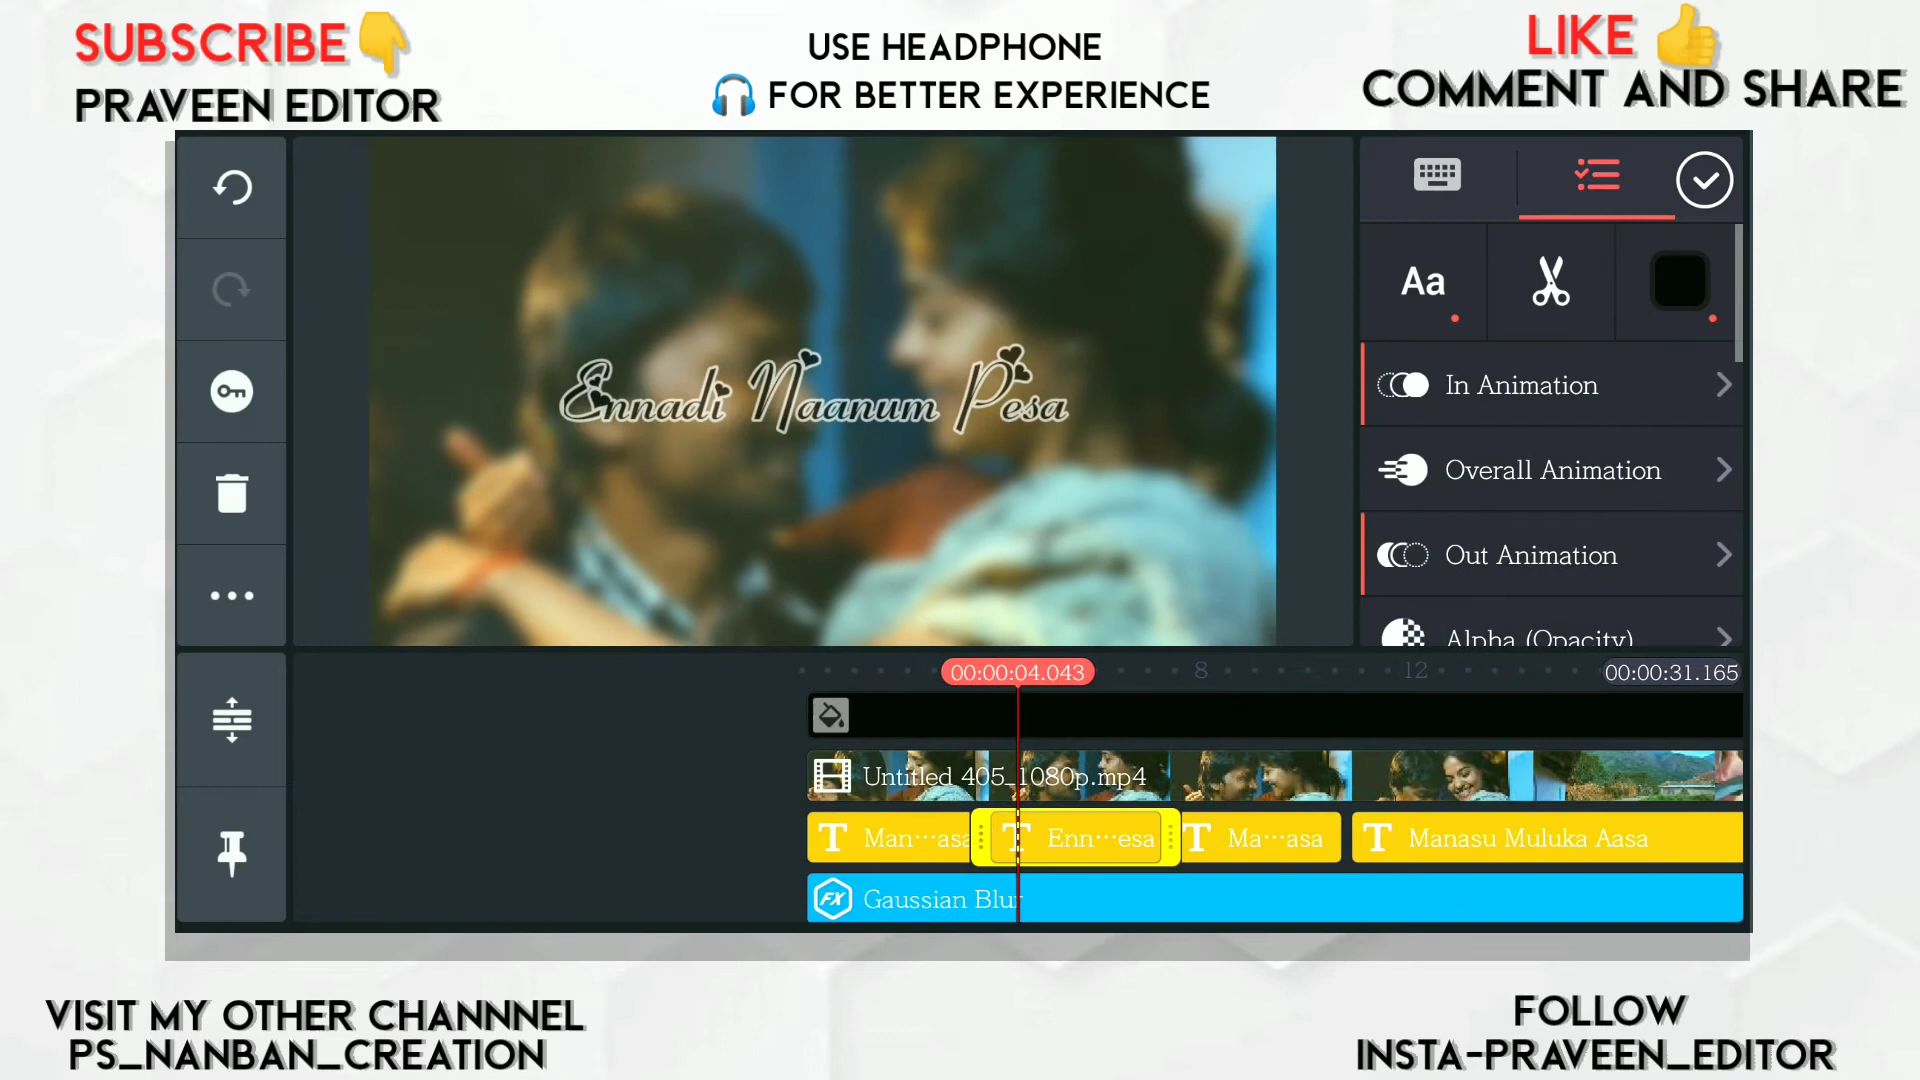 SUBSCRIBE👇
PRAVEEN EDITOR
USE HEADPHONE
🎧 FOR BETTER EXPERIENCE
LIKE 👍
COMMENT AND SHARE
Ennadi Naanum Pesa
Aa
In Animation
Overall Animation
Out Animation
Alpha (Opacity)
00:00:04.043
8
12
00:00:31.165
Untitled 405_1080p.mp4
T Man···asa
T Enn···esa
T Ma···asa
T Manasu Muluka Aasa
FX Gaussian Blur
VISIT MY OTHER CHANNNEL
PS_NANBAN_CREATION
FOLLOW
INSTA-PRAVEEN_EDITOR